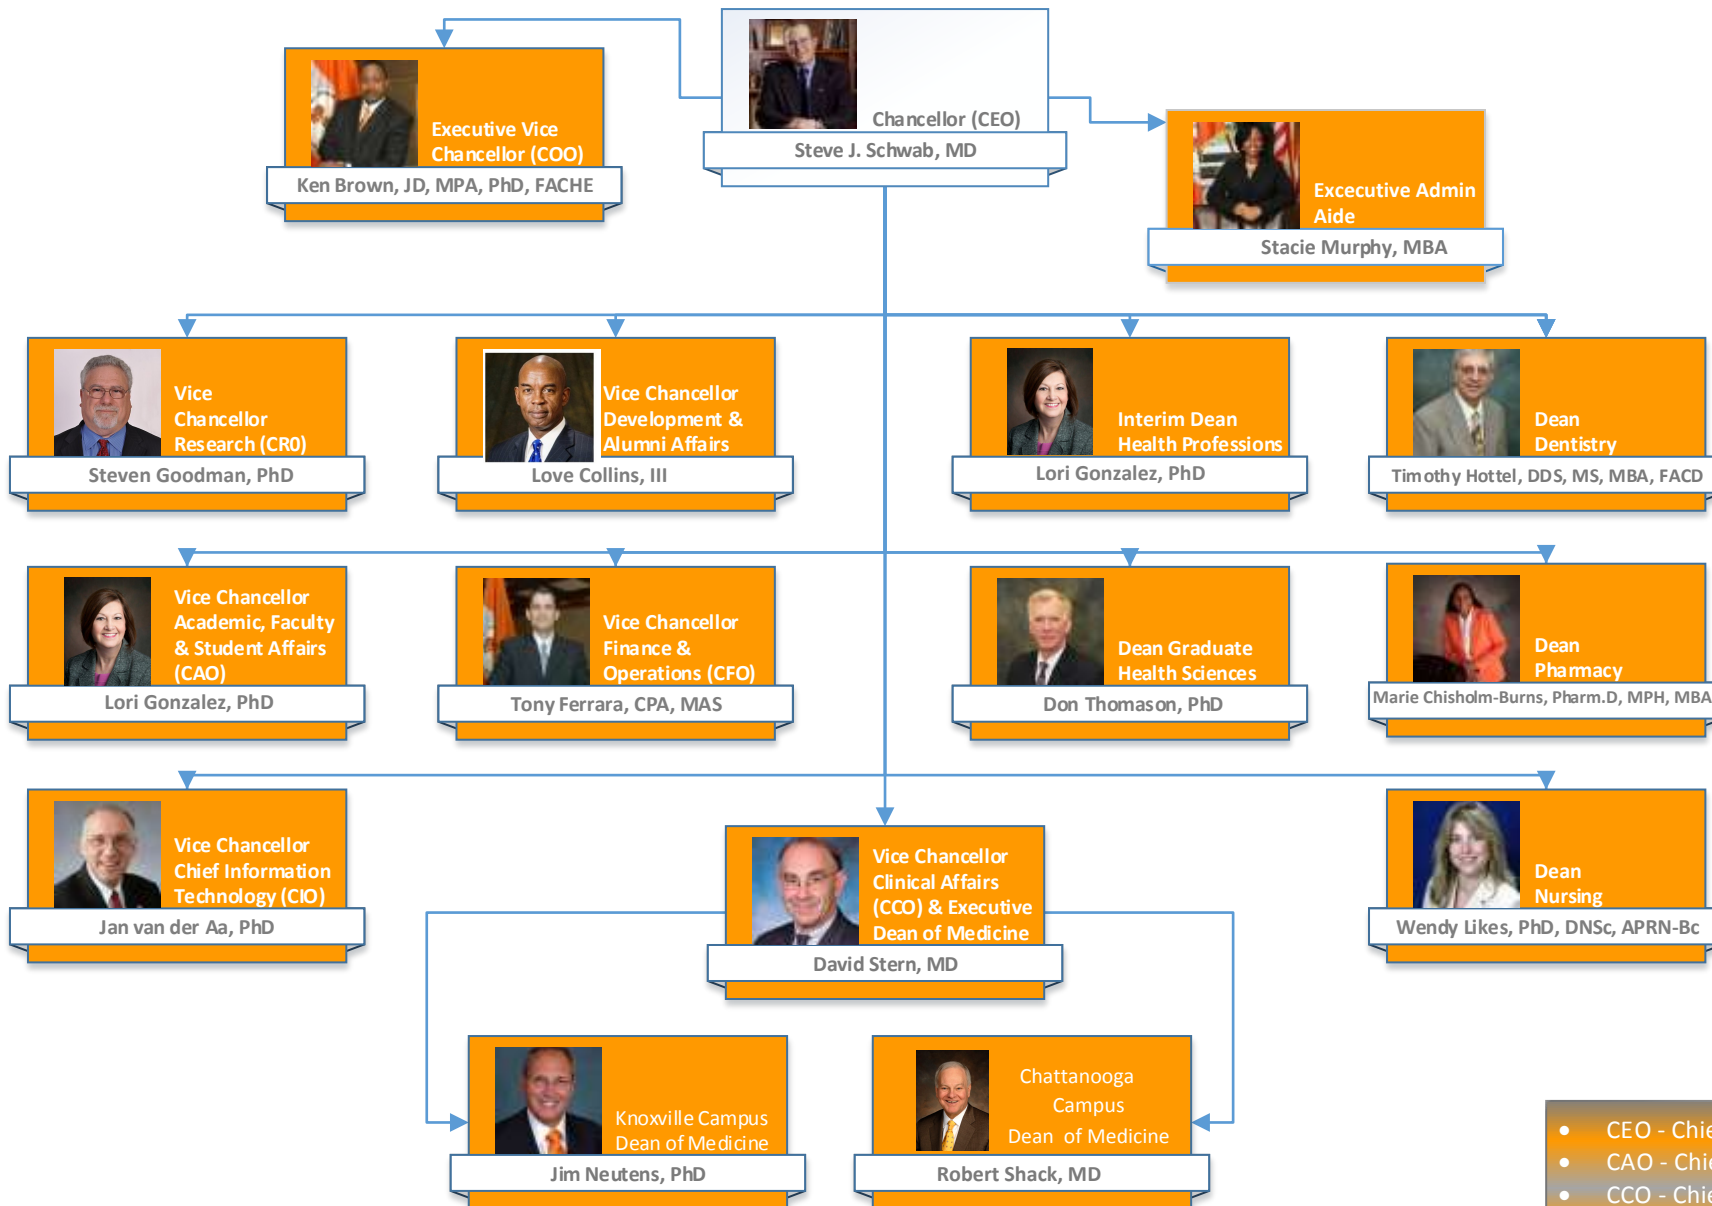 Chancellor (CEO)
Steve J. Schwab, MD
Executive Vice
Chancellor (COO)
Ken Brown, JD, MPA, PhD, FACHE
Excecutive Admin
Aide
Stacie Murphy, MBA
Vice
Chancellor
Research (CR0)
Steven Goodman, PhD
Vice Chancellor
Development &
Alumni Affairs
Love Collins, III
Interim Dean
Health Professions
Lori Gonzalez, PhD
Dean
Dentistry
Timothy Hottel, DDS, MS, MBA, FACD
Vice Chancellor
Academic, Faculty
& Student Affairs
(CAO)
Lori Gonzalez, PhD
Vice Chancellor
Finance &
Operations (CFO)
Tony Ferrara, CPA, MAS
Dean Graduate
Health Sciences
Don Thomason, PhD
Dean
Pharmacy
Marie Chisholm-Burns, Pharm.D, MPH, MBA
Vice Chancellor
Chief Information
Technology (CIO)
Jan van der Aa, PhD
Vice Chancellor
Clinical Affairs
(CCO) & Executive
Dean of Medicine
David Stern, MD
Dean
Nursing
Wendy Likes, PhD, DNSc, APRN-Bc
Knoxville Campus
Dean of Medicine
Jim Neutens, PhD
Chattanooga
Campus
Dean of Medicine
Robert Shack, MD
• CEO - Chie
• CAO - Chie
• CCO - Chie